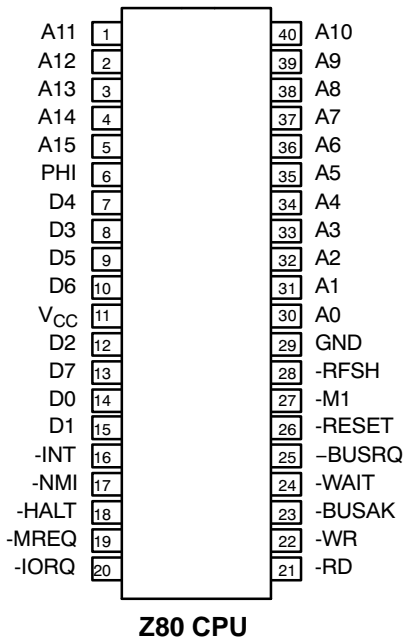 A11 1 40 A10
A12 2 39 A9
A13 3 38 A8
A14 4 37 A7
A15 5 36 A6
PHI 6 35 A5
D4 7 34 A4
D3 8 33 A3
D5 9 32 A2
D6 10 31 A1
VCC 11 30 A0
D2 12 29 GND
D7 13 28 -RFSH
D0 14 27 -M1
D1 15 26 -RESET
-INT 16 25 –BUSRQ
-NMI 17 24 -WAIT
-HALT 18 23 -BUSAK
-MREQ 19 22 -WR
-IORQ 20 21 -RD
Z80 CPU